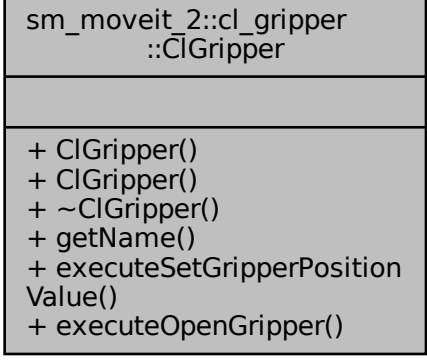 sm_moveit_2::cl_gripper
::ClGripper
+ ClGripper()
+ ClGripper()
+ ~ClGripper()
+ getName()
+ executeSetGripperPosition
Value()
+ executeOpenGripper()